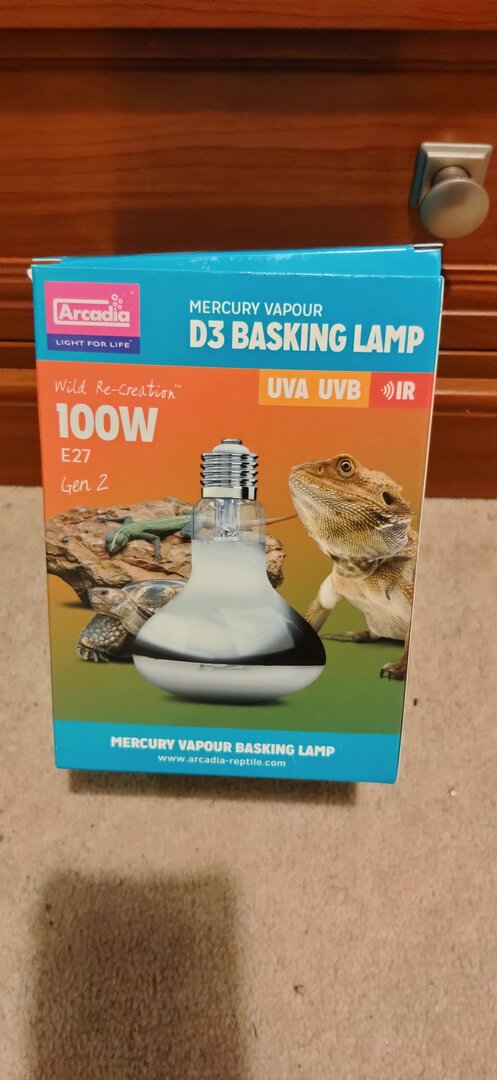 Arcadia
LIGHT FOR LIFE
MERCURY VAPOUR
D3 BASKING LAMP
UVA UVB IR
Wild Re-Creation™
100W
E27
Gen 2
MERCURY VAPOUR BASKING LAMP
www.arcadia-reptile.com